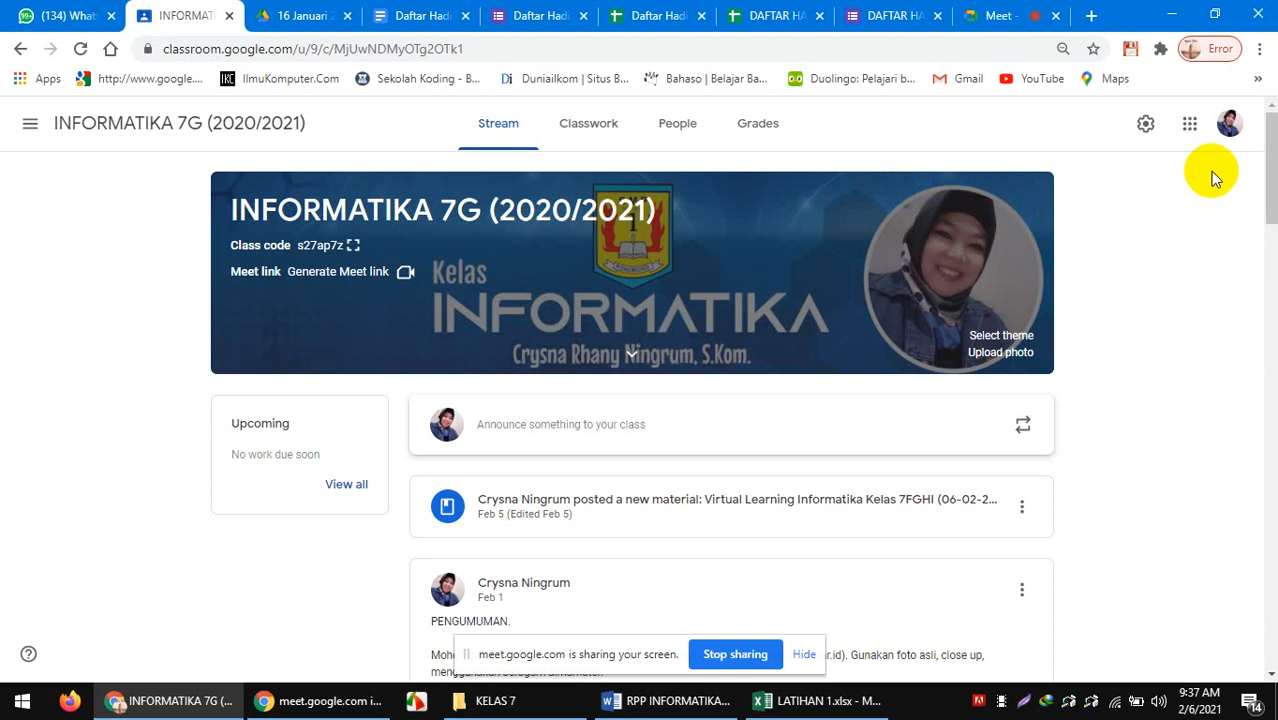 (134) Whats
INFORMATI
16 Januari
Daftar Hadi
Daftar Hadi
Daftar Hadi
DAFTAR HA
DAFTAR HA
Meet -
classroom.google.com/u/9/c/MjUwNDMyOTg2OTk1
Error
Apps
http://www.google....
IlmuKomputer.Com
Sekolah Koding - B...
Duniailkom | Situs B...
Bahaso | Belajar Ba...
Duolingo: Pelajari b...
Gmail
YouTube
Maps
INFORMATIKA 7G (2020/2021)
Stream
Classwork
People
Grades
INFORMATIKA 7G (2020/2021)
Class code s27ap7z
Meet link Generate Meet link
Kelas
INFORMATIKA
Crysna Rhany Ningrum, S.Kom.
Select theme
Upload photo
Upcoming
No work due soon
View all
Announce something to your class
Crysna Ningrum posted a new material: Virtual Learning Informatika Kelas 7FGHI (06-02-2...
Feb 5 (Edited Feb 5)
Crysna Ningrum
Feb 1
PENGUMUMAN.
ar.id). Gunakan foto asli, close up,
meet.google.com is sharing your screen.
Stop sharing
Hide
INFORMATIKA 7G (...
meet.google.com i...
KELAS 7
RPP INFORMATIKA...
LATIHAN 1.xlsx - M...
9:37 AM
2/6/2021
14